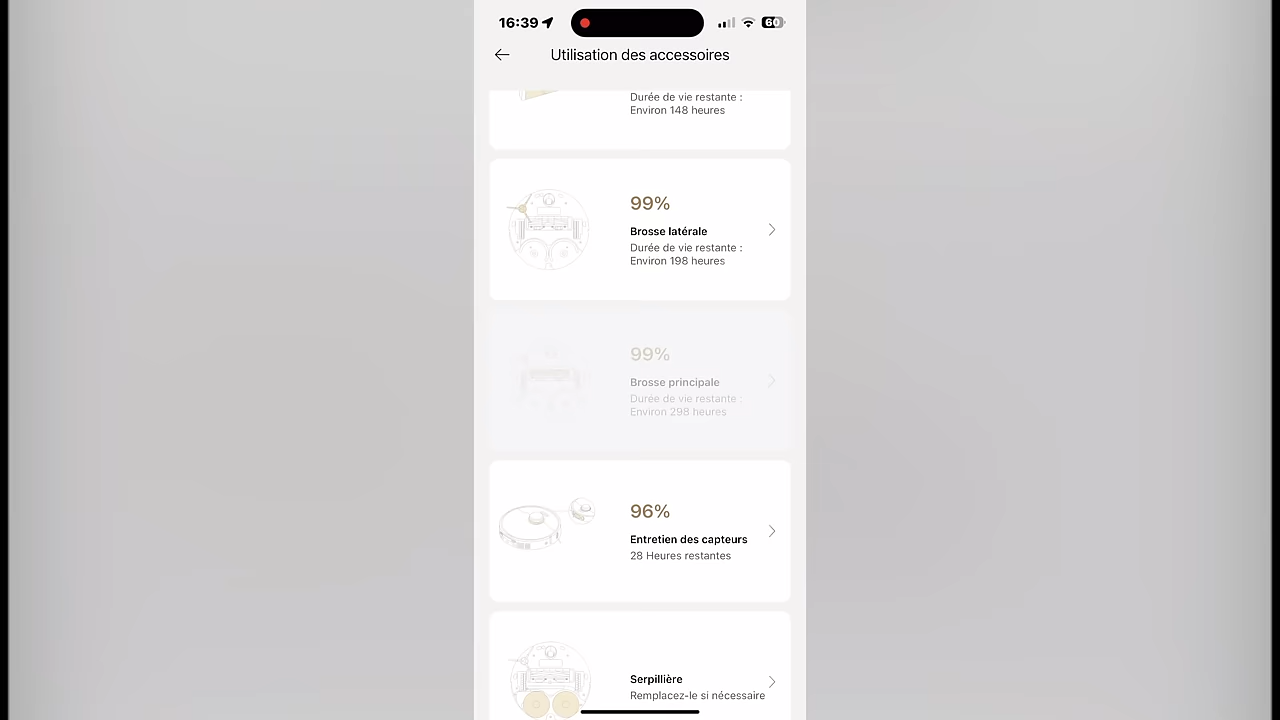 16:39
60
Utilisation des accessoires
Durée de vie restante :
Environ 148 heures
99%
Brosse latérale
Durée de vie restante :
Environ 198 heures
99%
Brosse principale
Durée de vie restante :
Environ 298 heures
96%
Entretien des capteurs
28 Heures restantes
Serpillière
Remplacez-le si nécessaire